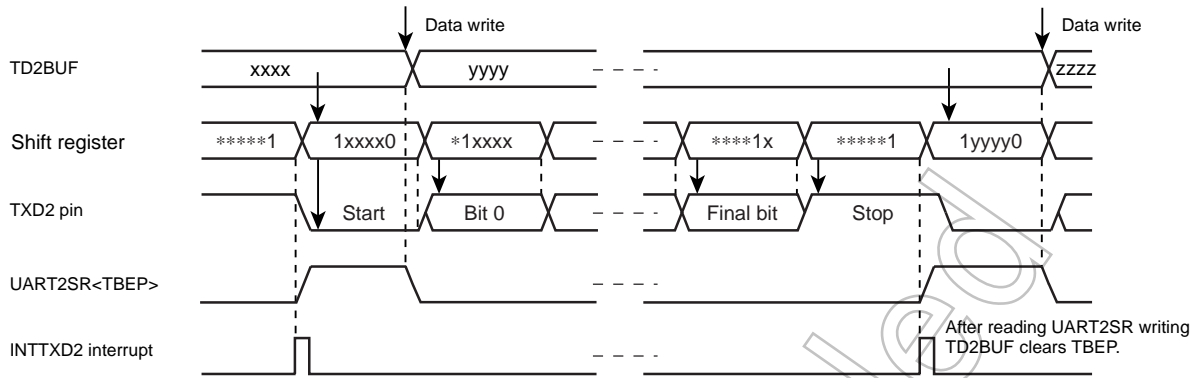 Data write
Data write
TD2BUF
xxxx
yyyy
zzzz
Shift register
*****1
1xxxx0
*1xxxx
****1x
*****1
1yyyy0
TXD2 pin
Start
Bit 0
Final bit
Stop
UART2SR<TBEP>
INTTXD2 interrupt
After reading UART2SR writing
TD2BUF clears TBEP.